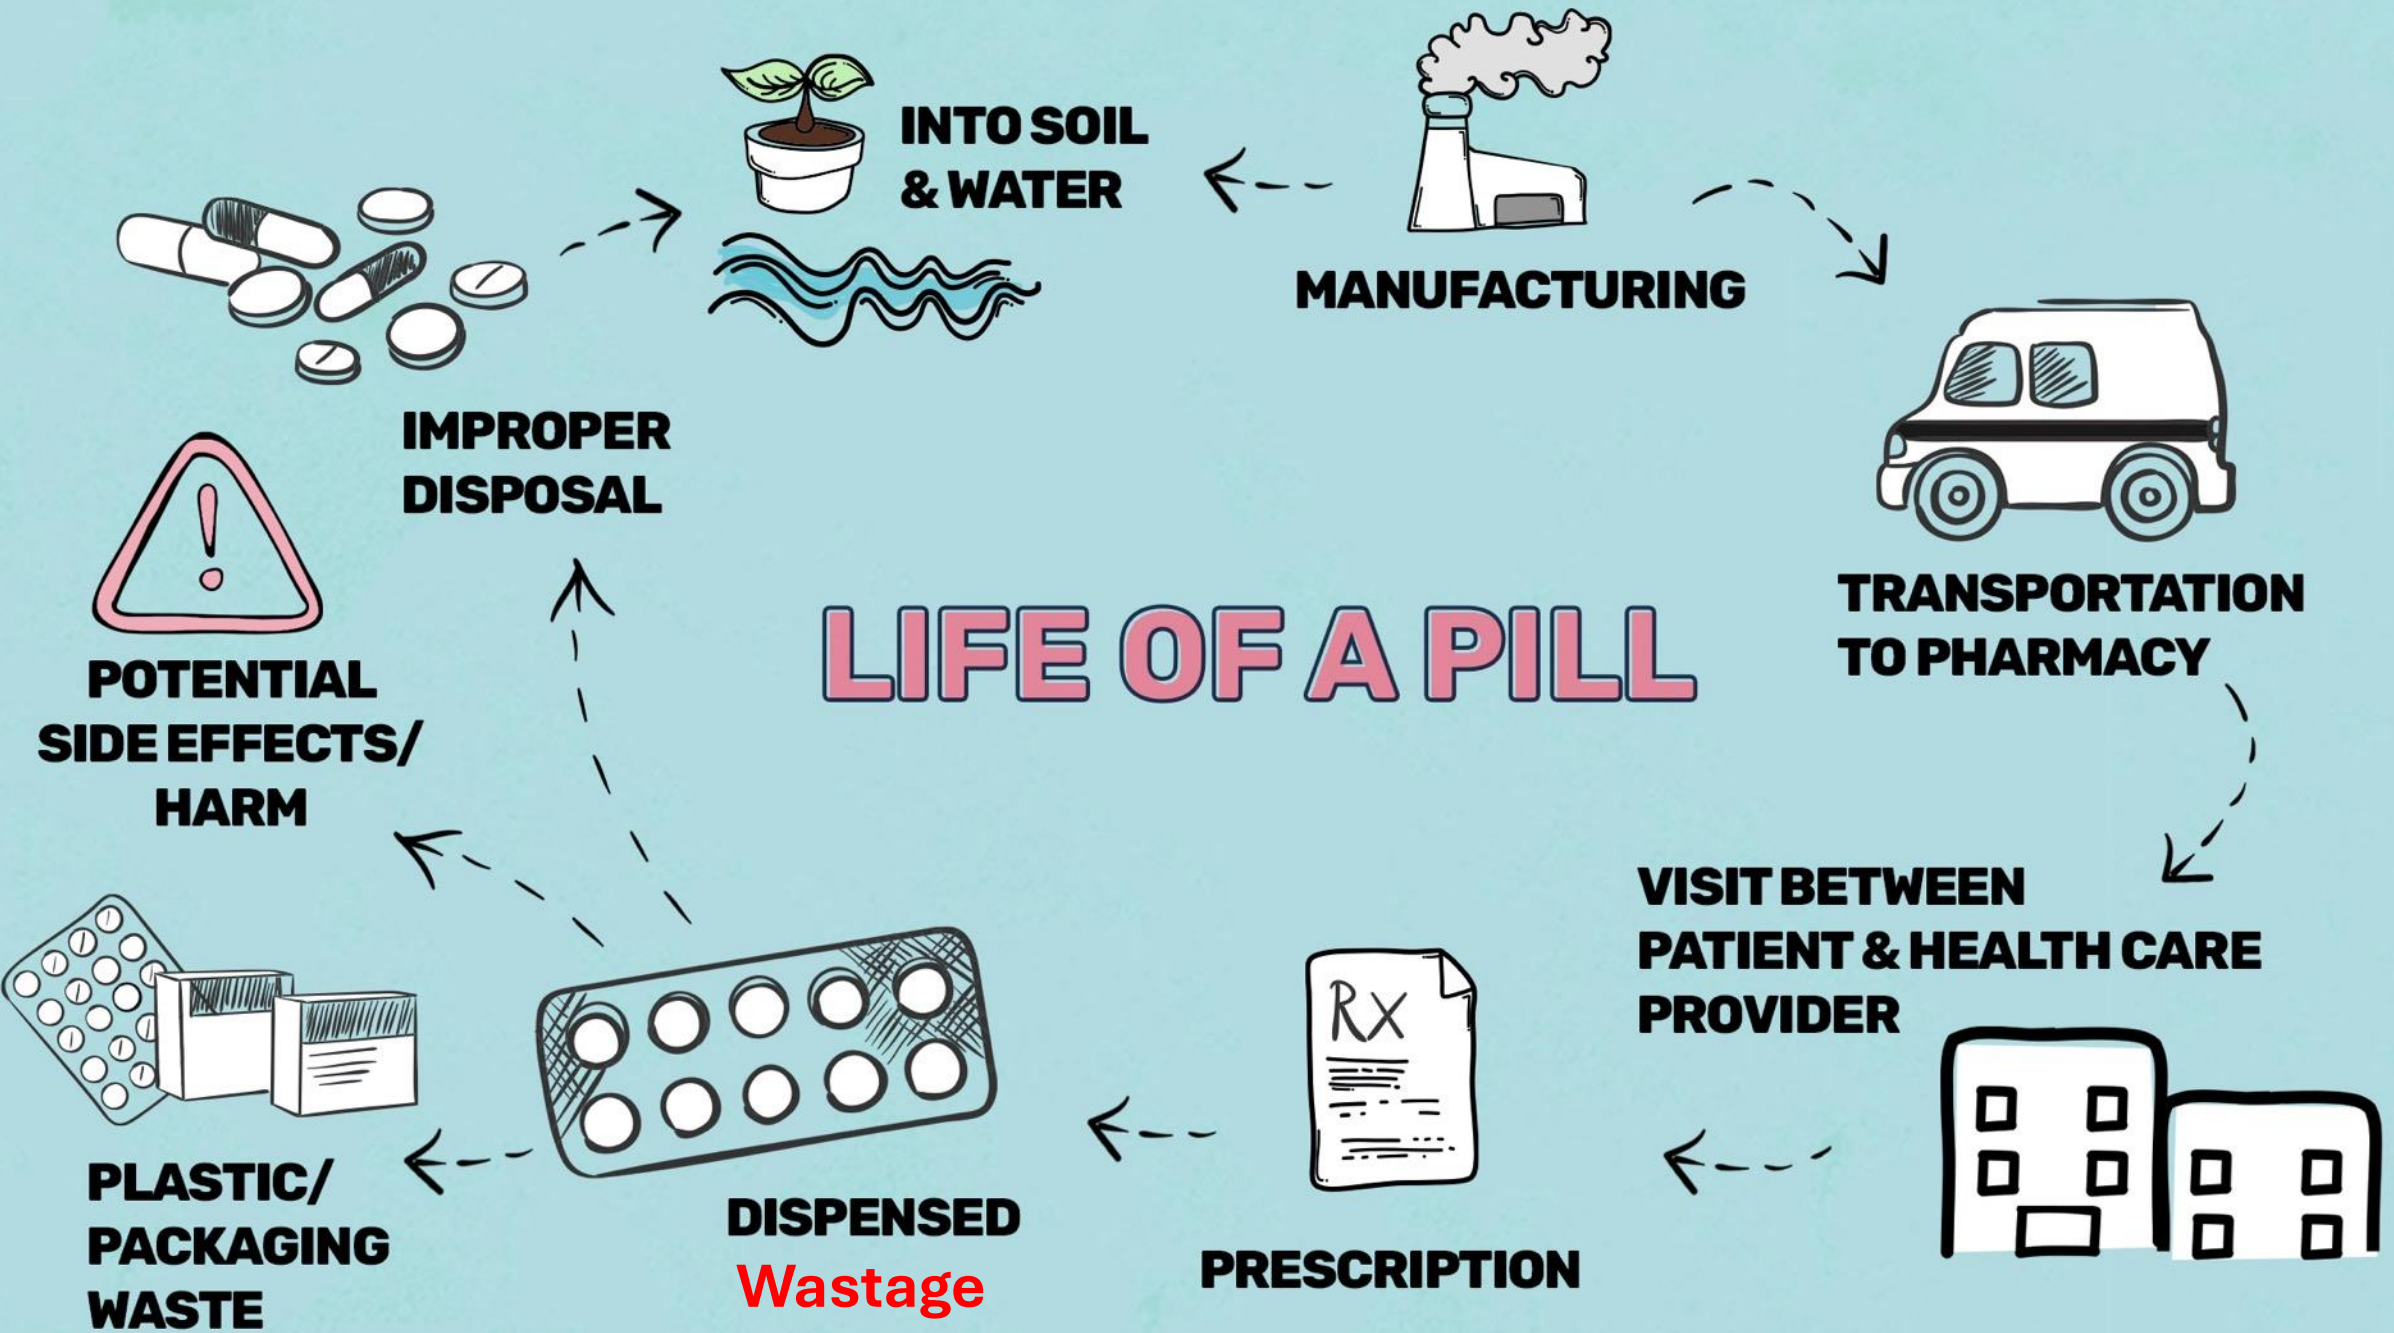 LIFE OF A PILL
MANUFACTURING
INTO SOIL
& WATER
TRANSPORTATION
TO PHARMACY
VISIT BETWEEN
PATIENT & HEALTH CARE
PROVIDER
RX
PRESCRIPTION
DISPENSED
Wastage
PLASTIC/
PACKAGING
WASTE
POTENTIAL
SIDE EFFECTS/
HARM
IMPROPER
DISPOSAL